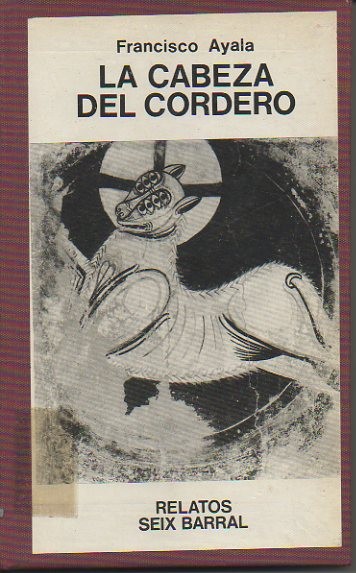 Francisco Ayala
LA CABEZA
DEL CORDERO
RELATOS
SEIX BARRAL